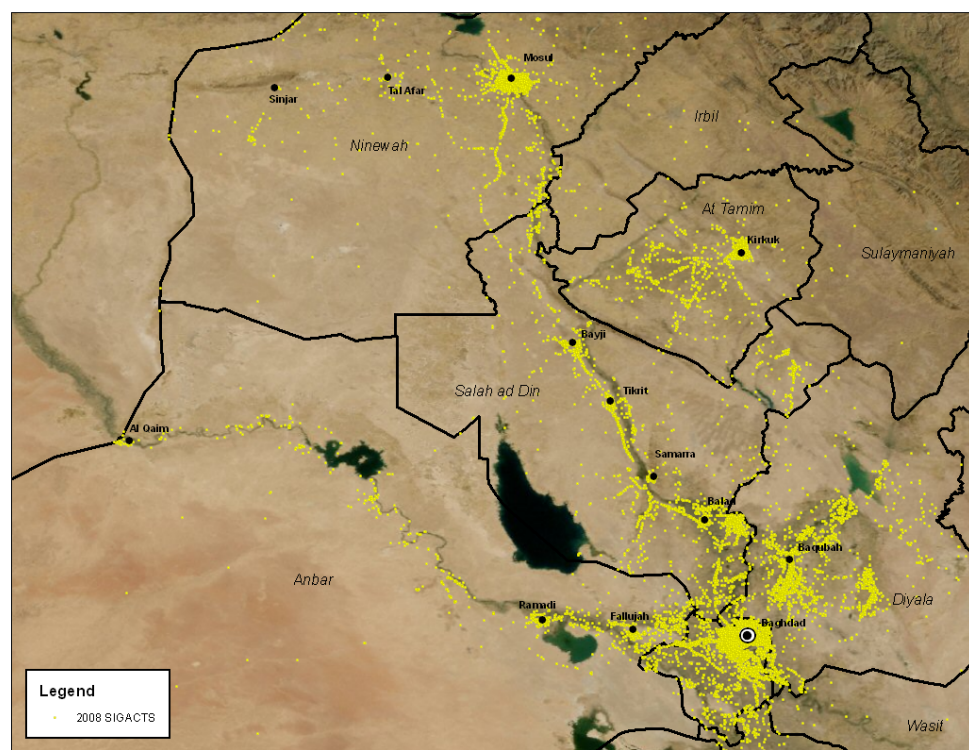 Mosul
Sinjar
Tal Afar
Irbil
Ninewah
At Tamim
Kirkuk
Sulaymaniyah
Bayji
Salah ad Din
Tikrit
Al Qaim
Samarra
Balad
Baqubah
Anbar
Diyala
Ramadi
Fallujah
Baghdad
Legend
2008 SIGACTS
Wasit